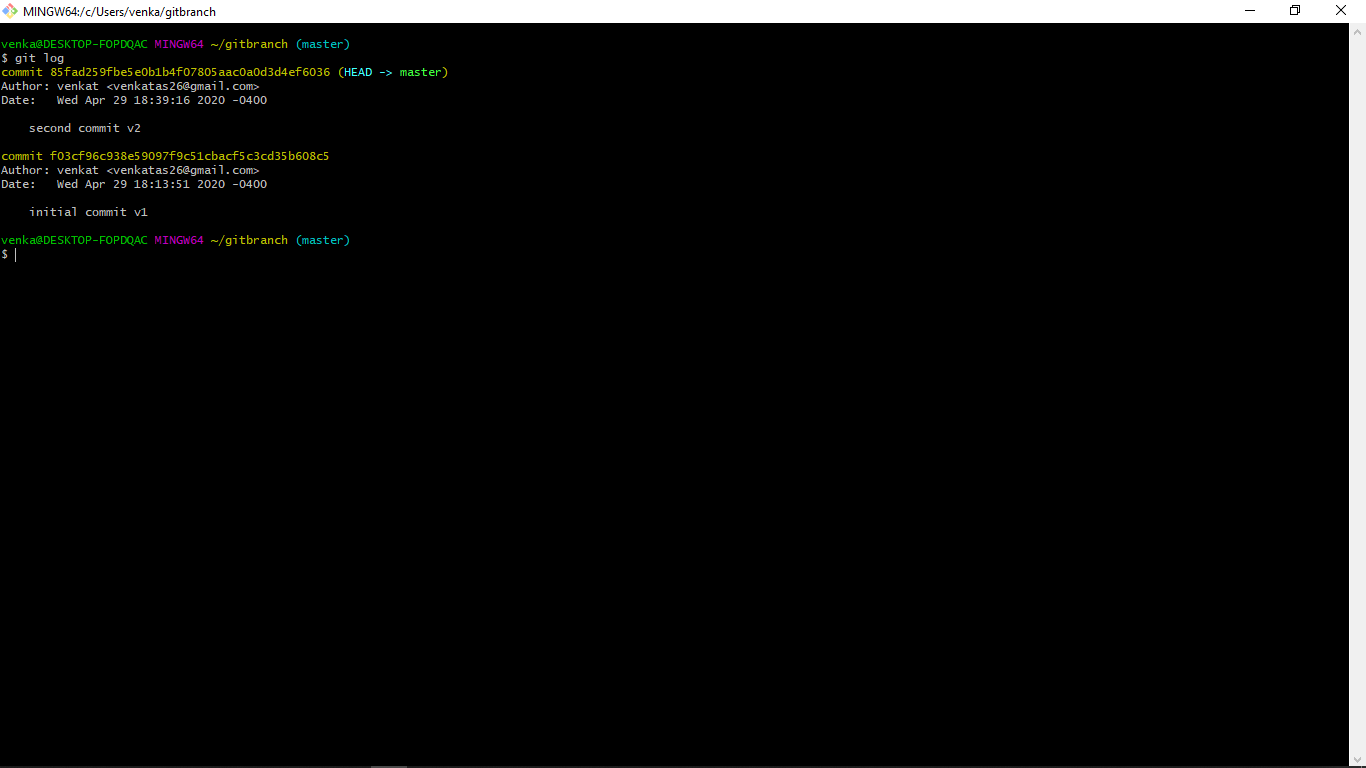 MINGW64:/c/Users/venka/gitbranch
venka@DESKTOP-FOPDQAC MINGW64 ~/gitbranch (master)
$ git log
commit 85fad259fbe5e0b1b4f07805aac0a0d3d4ef6036 (HEAD -> master)
Author: venkat <venkatas26@gmail.com>
Date:   Wed Apr 29 18:39:16 2020 -0400
    second commit v2
commit f03cf96c938e59097f9c51cbacf5c3cd35b608c5
Author: venkat <venkatas26@gmail.com>
Date:   Wed Apr 29 18:13:51 2020 -0400
    initial commit v1
venka@DESKTOP-FOPDQAC MINGW64 ~/gitbranch (master)
$